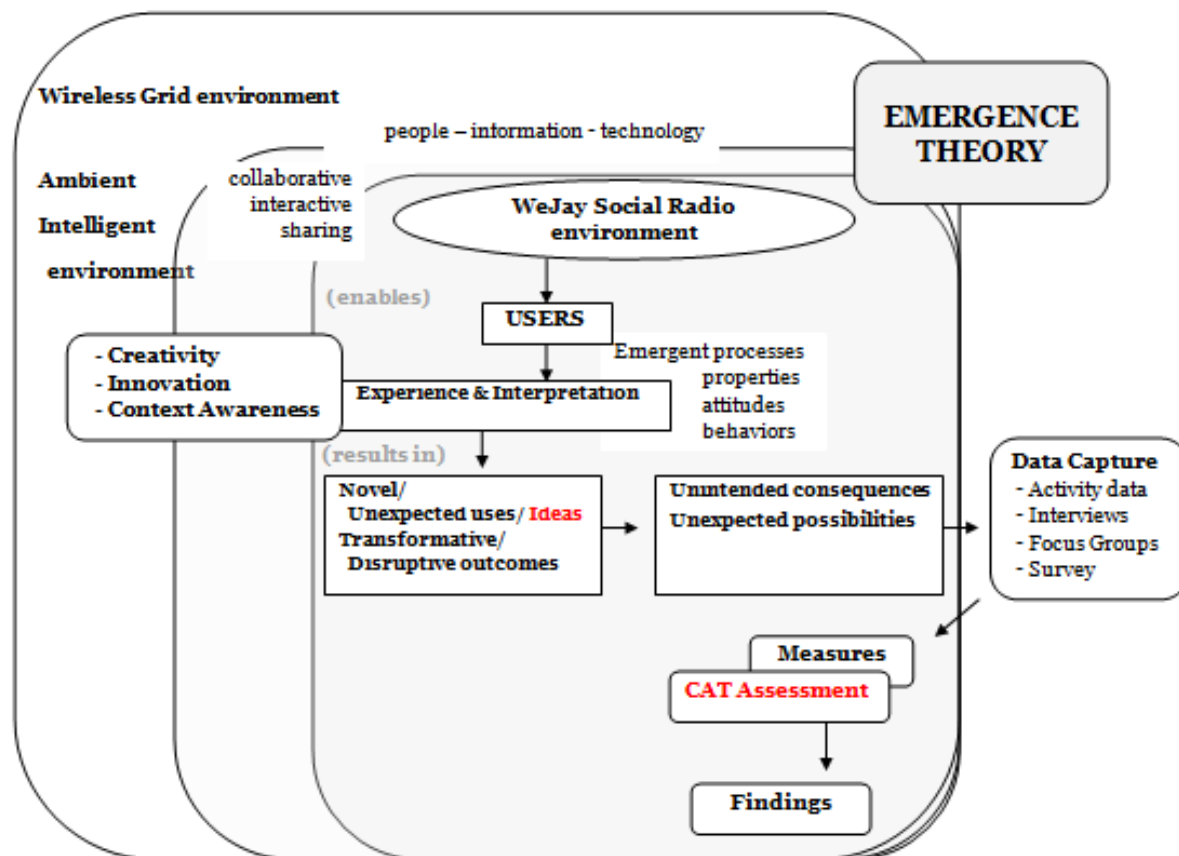 Wireless Grid environment
EMERGENCE
THEORY
people – information - technology
Ambient
Intelligent
environment
collaborative
interactive
sharing
WeJay Social Radio
environment
(enables)
USERS
- Creativity
- Innovation
- Context Awareness
Experience & Interpretation
Emergent processes
properties
attitudes
behaviors
(results in)
Novel/
Unexpected uses/ Ideas
Transformative/
Disruptive outcomes
Unintended consequences
Unexpected possibilities
Data Capture
- Activity data
- Interviews
- Focus Groups
- Survey
Measures
CAT Assessment
Findings